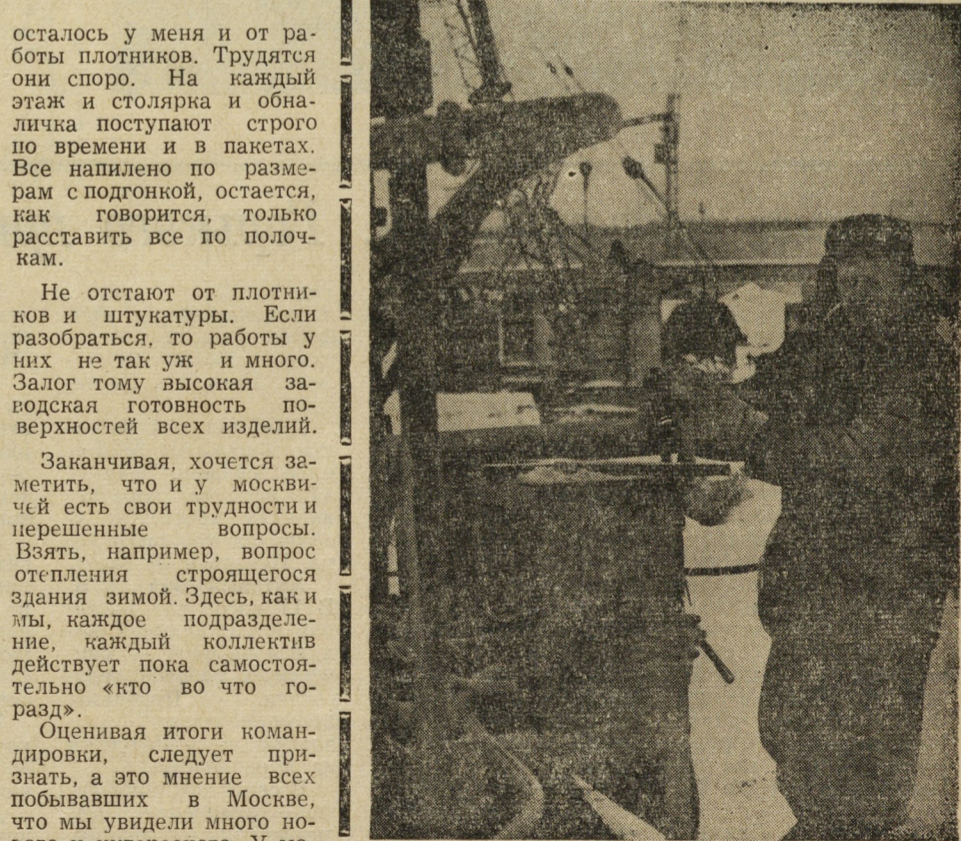 осталось у меня и от ра-
боты плотников. Трудятся
они споро. На каждый
этаж и столярка и обна-
личка поступают строго
по времени и в пакетах.
Все напилено по разме-
рам с подгонкой, остается,
как говорится, только
расставить все по полоч-
кам.
Не отстают от плотни-
ков и штукатуры. Если
разобраться, то работы у
них не так уж и много.
Залог тому высокая за-
водская готовность по-
верхностей всех изделий.
Заканчивая, хочется за-
метить, что и у москви-
чей есть свои трудности и
нерешенные вопросы.
Взять, например, вопрос
отепления строящегося
здания зимой. Здесь, как и
мы, каждое подразделе-
ние, каждый коллектив
действует пока самостоя-
тельно «кто во что го-
разд».
Оценивая итоги коман-
дировки, следует при-
знать, а это мнение всех
побывавших в Москве,
что мы увидели много но-